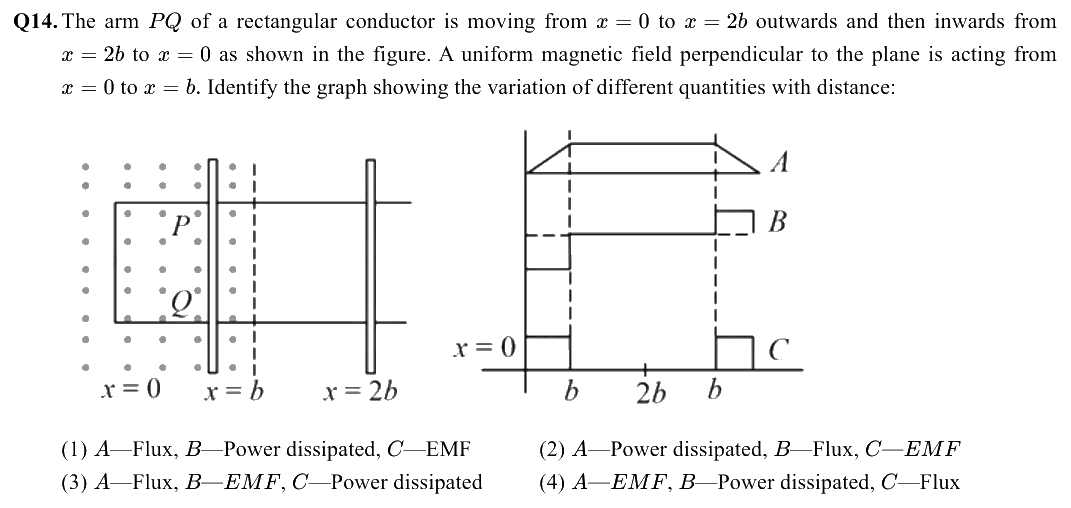 Q14. The arm PQ of a rectangular conductor is moving from x = 0 to x = 2b outwards and then inwards from
x = 2b to x = 0 as shown in the figure. A uniform magnetic field perpendicular to the plane is acting from
x = 0 to x = b. Identify the graph showing the variation of different quantities with distance:
A
P
B
Q
x = 0
C
x = 0 x = b x = 2b
b 2b b
(1) A—Flux, B—Power dissipated, C—EMF
(2) A—Power dissipated, B—Flux, C—EMF
(3) A—Flux, B—EMF, C—Power dissipated
(4) A—EMF, B—Power dissipated, C—Flux